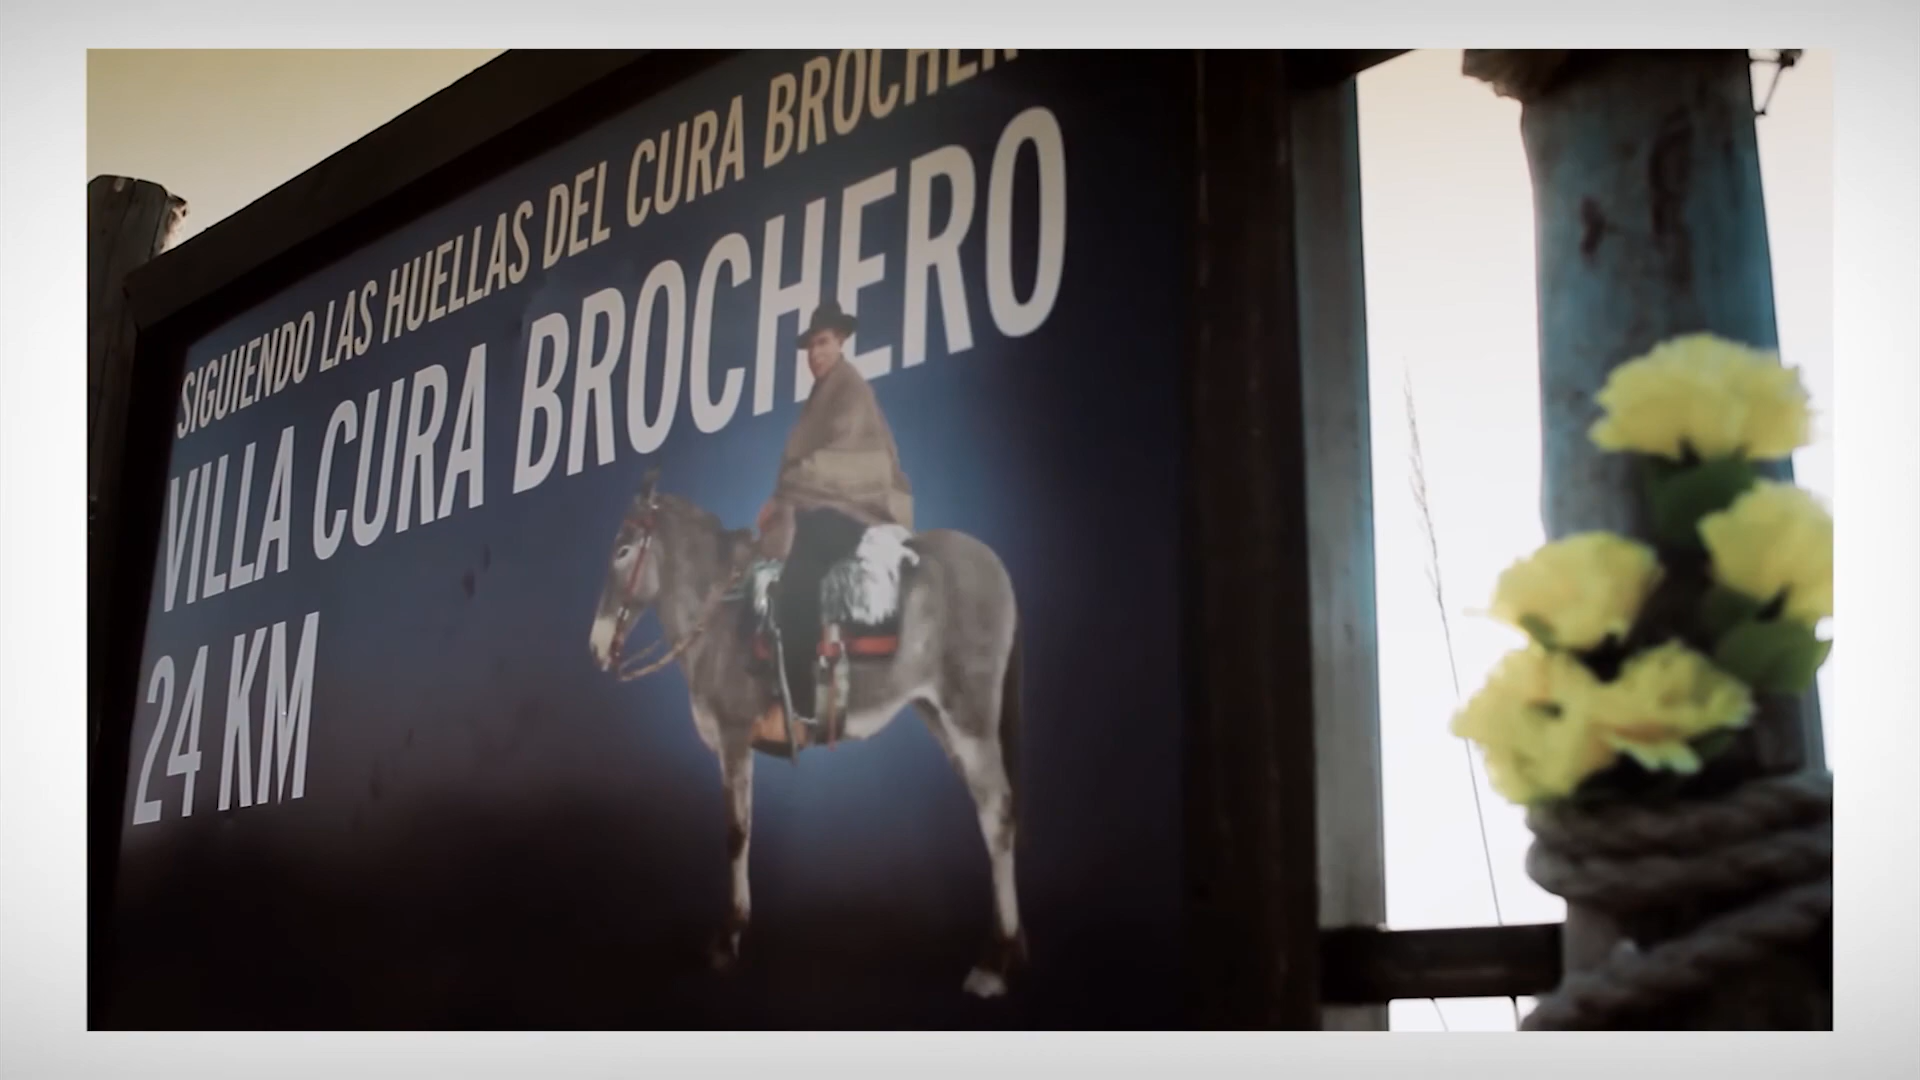 SIGUIENDO LAS HUELLAS DEL CURA BROCHERO
VILLA CURA BROCHERO
24 KM